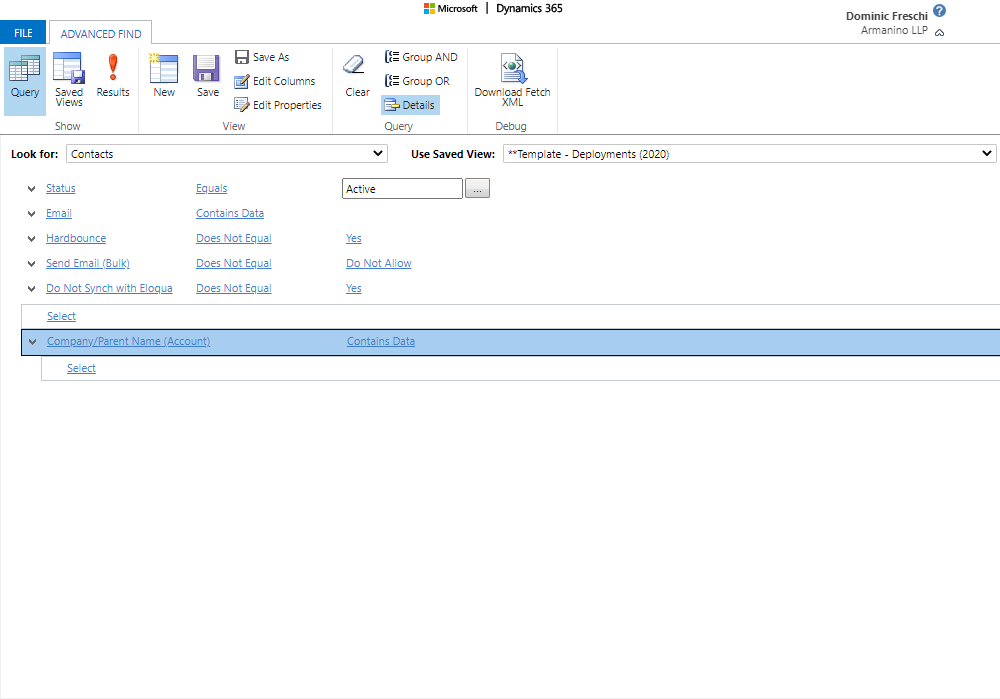 Microsoft | Dynamics 365
Dominic Freschi ?
Armanino LLP
FILE ADVANCED FIND
Query Saved Views Results
Show
New Save Save As Edit Columns Edit Properties
View
Clear Group AND Group OR Details
Query
Download Fetch XML
Debug
Look for: Contacts Use Saved View: **Template - Deployments (2020)
Status Equals Active ...
Email Contains Data
Hardbounce Does Not Equal Yes
Send Email (Bulk) Does Not Equal Do Not Allow
Do Not Synch with Eloqua Does Not Equal Yes
Select
Company/Parent Name (Account) Contains Data
Select